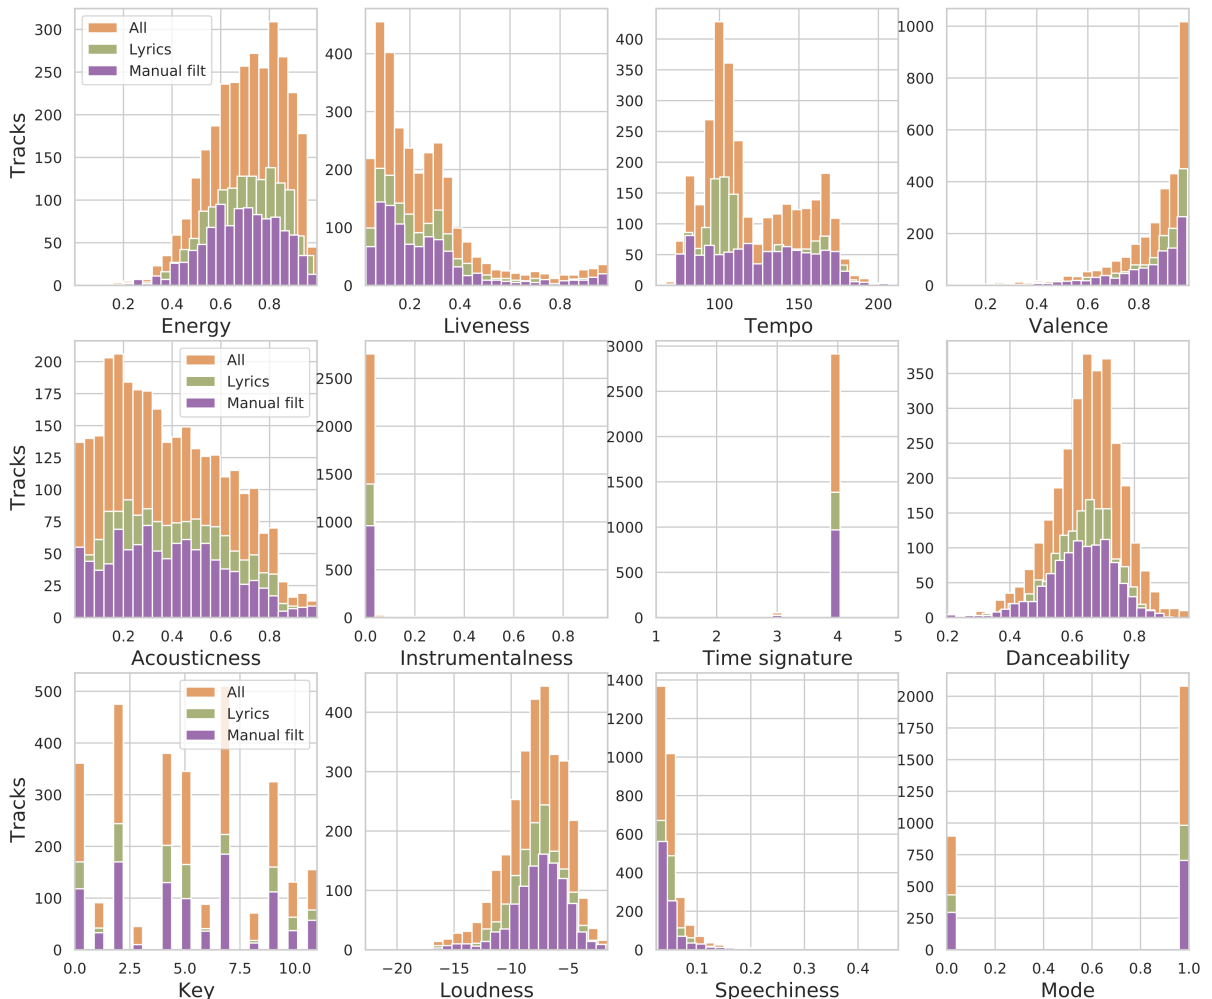 All
Lyrics
Manual filt
Tracks
0 50 100 150 200 250 300
0.2 0.4 0.6 0.8
Energy
0 100 200 300 400
0.2 0.4 0.6 0.8
Liveness
0 50 100 150 200 250 300 350 400 450
100 150 200
Tempo
0 200 400 600 800 1000
0.2 0.4 0.6 0.8
Valence
All
Lyrics
Manual filt
Tracks
0 25 50 75 100 125 150 175 200
0.2 0.4 0.6 0.8
Acousticness
0 500 1000 1500 2000 2500
0.0 0.2 0.4 0.6 0.8
Instrumentalness
0 500 1000 1500 2000 2500 3000
1 2 3 4 5
Time signature
0 50 100 150 200 250 300 350
0.2 0.4 0.6 0.8
Danceability
All
Lyrics
Manual filt
Tracks
0 100 200 300 400 500
0.0 2.5 5.0 7.5 10.0
Key
0 100 200 300 400
−20 −15 −10 −5
Loudness
0 200 400 600 800 1000 1200 1400
0.1 0.2 0.3 0.4
Speechiness
0 250 500 750 1000 1250 1500 1750 2000
0.0 0.2 0.4 0.6 0.8 1.0
Mode